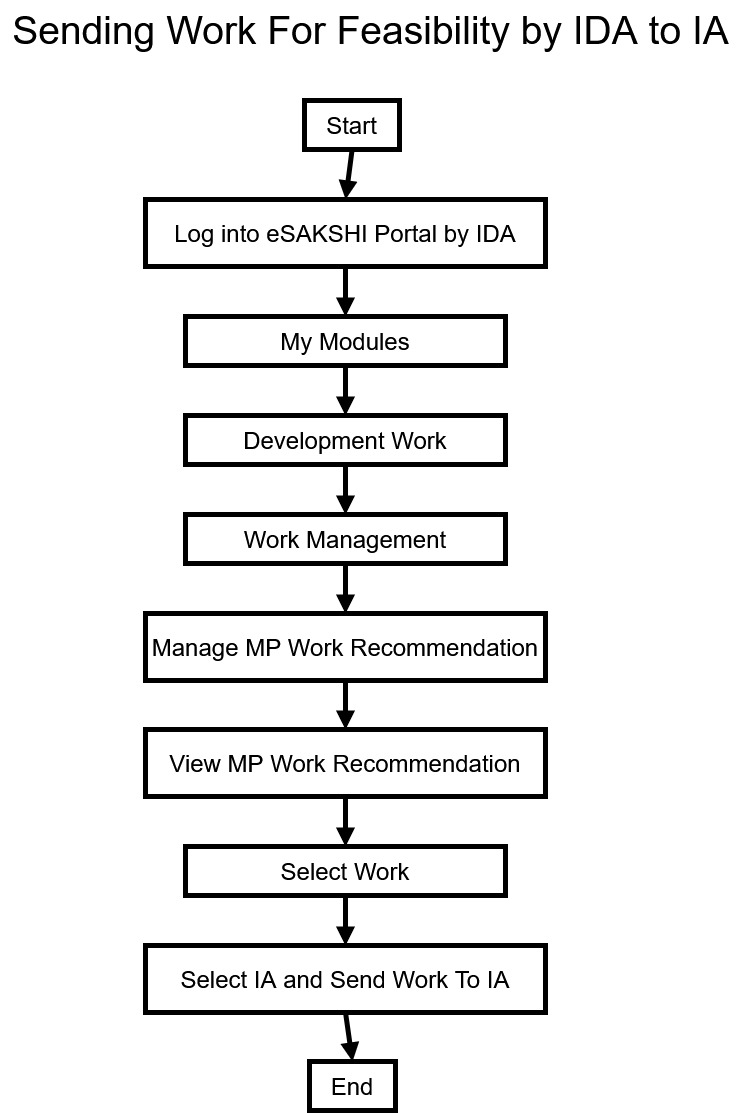 Sending Work For Feasibility by IDA to IA
Start
Log into eSAKSHI Portal by IDA
My Modules
Development Work
Work Management
Manage MP Work Recommendation
View MP Work Recommendation
Select Work
Select IA and Send Work To IA
End